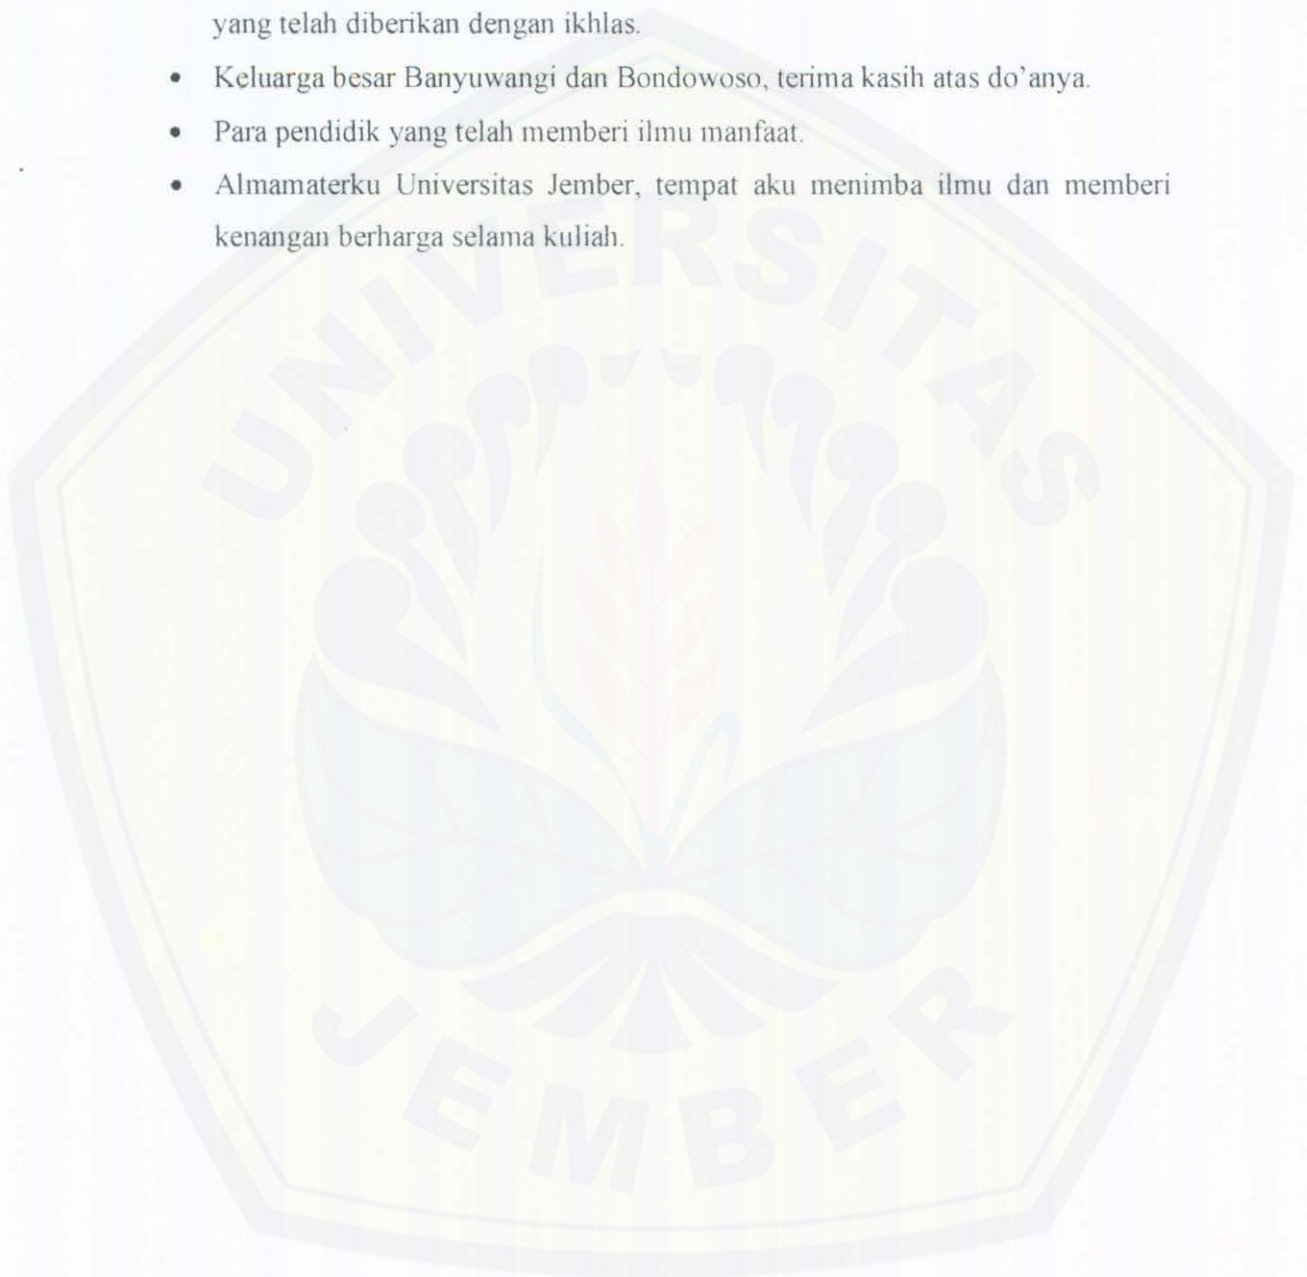 yang telah diberikan dengan ikhlas.
• Keluarga besar Banyuwangi dan Bondowoso, terima kasih atas do'anya.
• Para pendidik yang telah memberi ilmu manfaat.
• Almamaterku Universitas Jember, tempat aku menimba ilmu dan memberi
kenangan berharga selama kuliah.
UNIVERSITAS
JEMBER